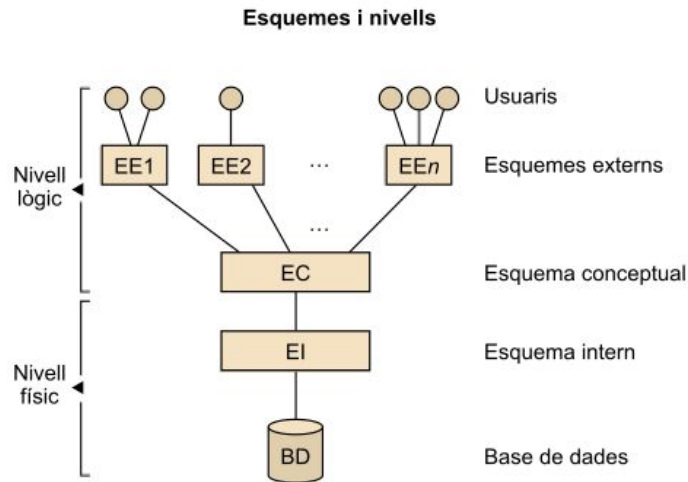 Esquemes i nivells
Usuaris
EE1 EE2 ... EEn Esquemes externs
Nivell
lògic
...
EC Esquema conceptual
EI Esquema intern
Nivell
físic
BD Base de dades